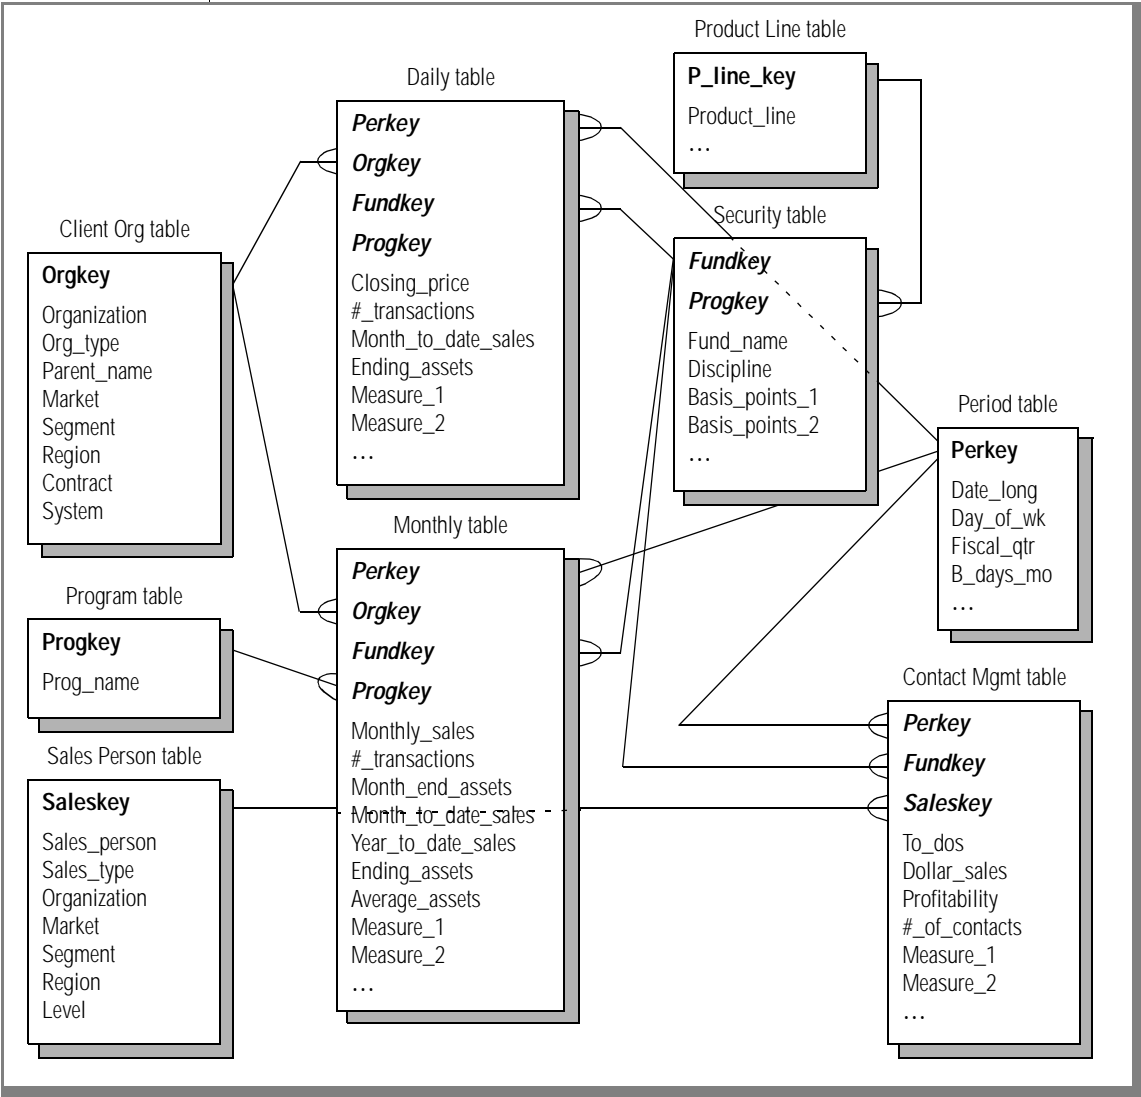 Product Line table
P_line_key
Product_line
...
Daily table
Perkey
Orgkey
Fundkey
Progkey
Closing_price
#_transactions
Month_to_date_sales
Ending_assets
Measure_1
Measure_2
...
Security table
Fundkey
Progkey
Fund_name
Discipline
Basis_points_1
Basis_points_2
...
Client Org table
Orgkey
Organization
Org_type
Parent_name
Market
Segment
Region
Contract
System
Period table
Perkey
Date_long
Day_of_wk
Fiscal_qtr
B_days_mo
...
Monthly table
Perkey
Orgkey
Fundkey
Progkey
Monthly_sales
#_transactions
Month_end_assets
Month_to_date_sales
Year_to_date_sales
Ending_assets
Average_assets
Measure_1
Measure_2
...
Program table
Progkey
Prog_name
Sales Person table
Saleskey
Sales_person
Sales_type
Organization
Market
Segment
Region
Level
Contact Mgmt table
Perkey
Fundkey
Saleskey
To_dos
Dollar_sales
Profitability
#_of_contacts
Measure_1
Measure_2
...